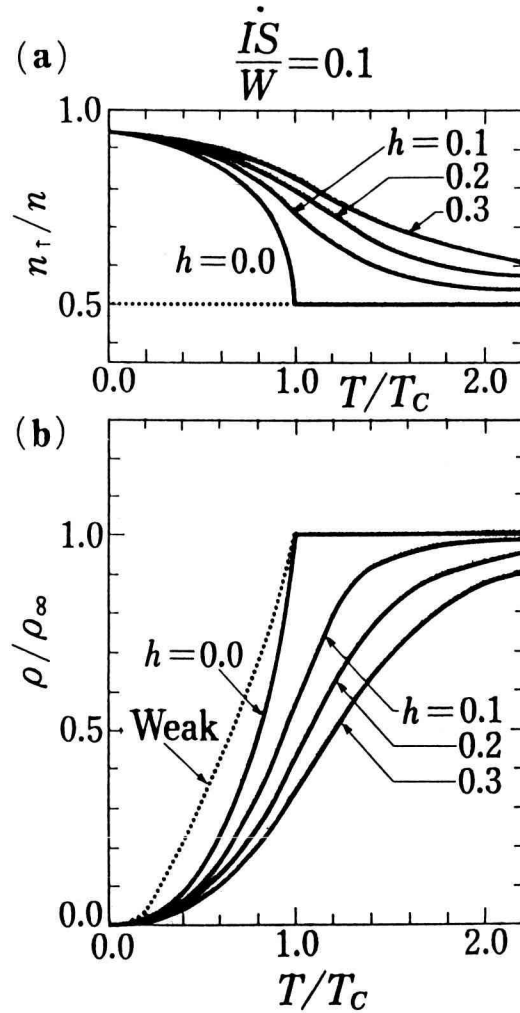 (a) İS/W = 0.1
1.0
h = 0.1
0.2
0.3
n↑/n
h = 0.0
0.5
0.0 1.0 2.0
T/Tc
(b)
1.0
ρ/ρ∞
h = 0.0
Weak
h = 0.1
0.2
0.3
0.5
0.0
0.0 1.0 2.0
T/Tc